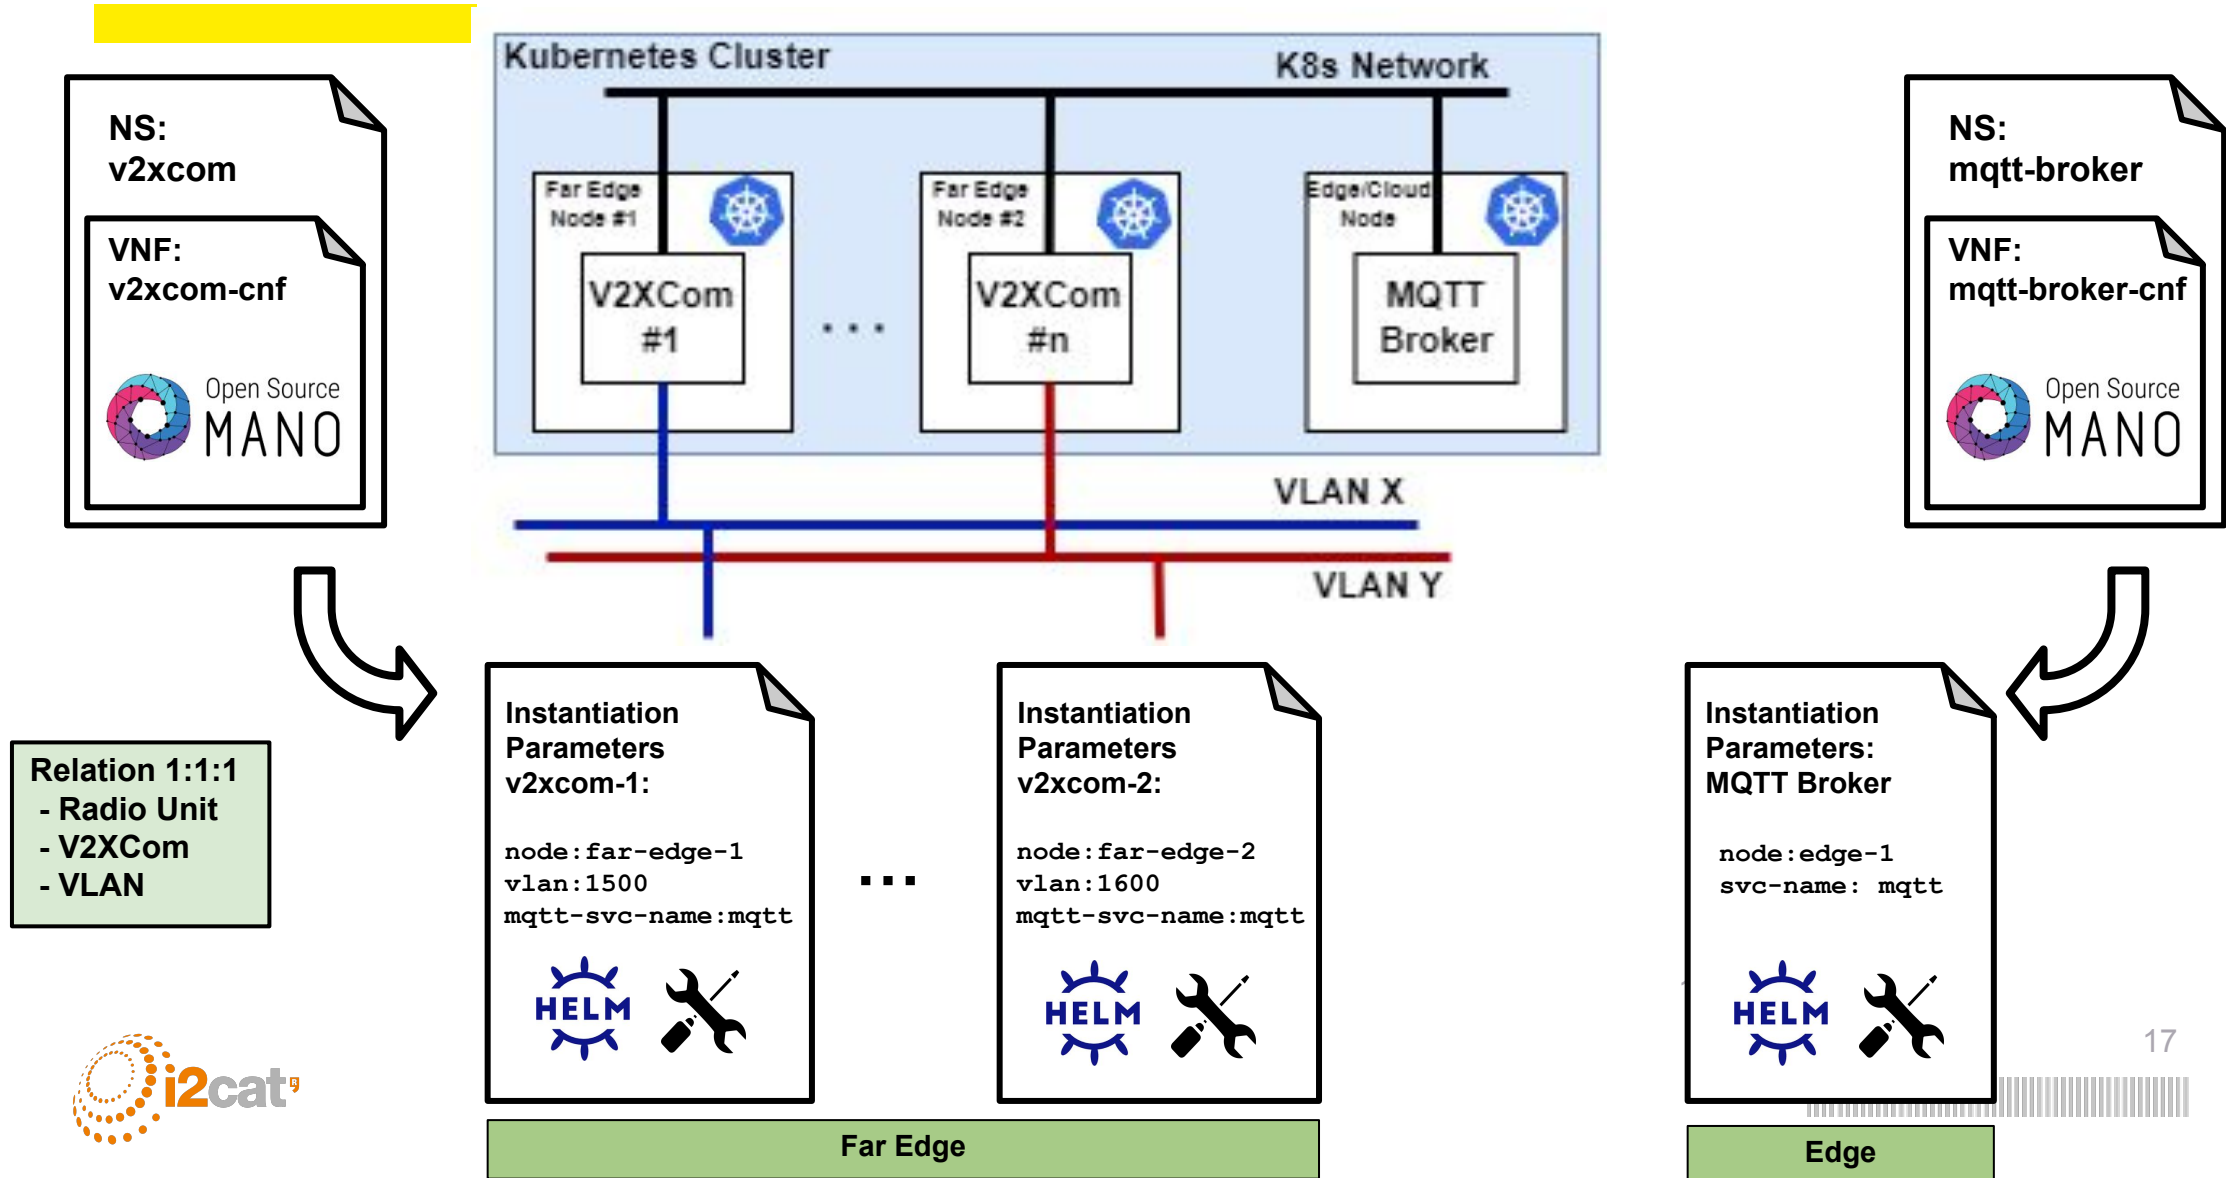 Kubernetes Cluster
K8s Network
NS:
v2xcom
VNF:
v2xcom-cnf
Open Source
MANO
Far Edge
Node #1
V2XCom
#1
. . .
Far Edge
Node #2
V2XCom
#n
Edge/Cloud
Node
MQTT
Broker
NS:
mqtt-broker
VNF:
mqtt-broker-cnf
Open Source
MANO
VLAN X
VLAN Y
Relation 1:1:1
- Radio Unit
- V2XCom
- VLAN
Instantiation
Parameters
v2xcom-1:
node:far-edge-1
vlan:1500
mqtt-svc-name:mqtt
HELM
...
Instantiation
Parameters
v2xcom-2:
node:far-edge-2
vlan:1600
mqtt-svc-name:mqtt
HELM
Instantiation
Parameters:
MQTT Broker
node:edge-1
svc-name: mqtt
HELM
17
i2cat
Far Edge
Edge